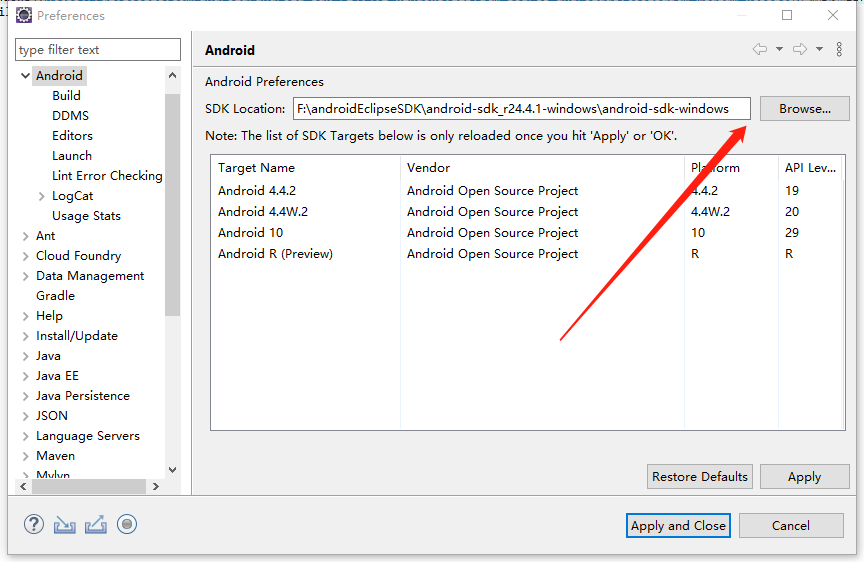 Preferences
type filter text
Android
Build
DDMS
Editors
Launch
Lint Error Checking
LogCat
Usage Stats
Ant
Cloud Foundry
Data Management
Gradle
Help
Install/Update
Java
Java EE
Java Persistence
JSON
Language Servers
Maven
Mylyn
Android
Android Preferences
SDK Location: F:\androidEclipseSDK\android-sdk_r24.4.1-windows\android-sdk-windows Browse...
Note: The list of SDK Targets below is only reloaded once you hit 'Apply' or 'OK'.
Target Name Vendor Platform API Lev...
Android 4.4.2 Android Open Source Project 4.4.2 19
Android 4.4W.2 Android Open Source Project 4.4W.2 20
Android 10 Android Open Source Project 10 29
Android R (Preview) Android Open Source Project R R
Restore Defaults Apply
Apply and Close Cancel